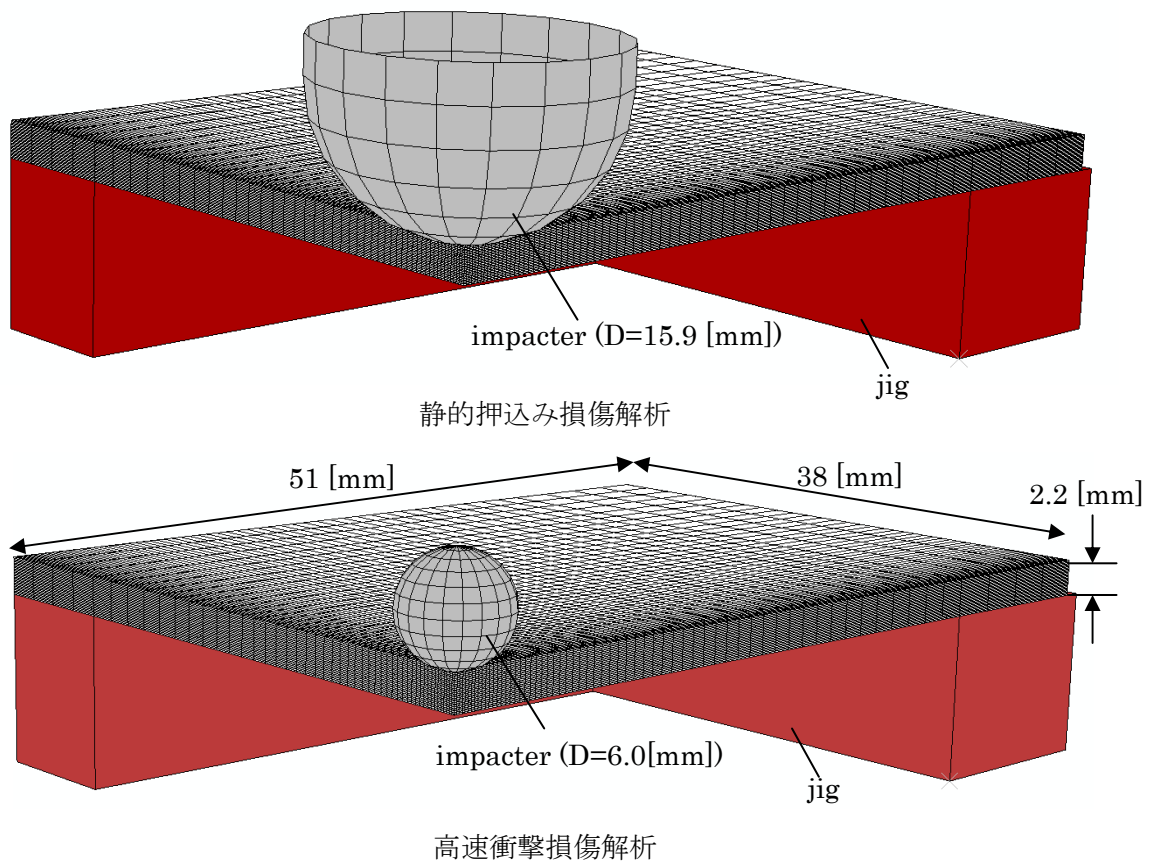 impacter (D=15.9 [mm])
jig
静的押込み損傷解析
51 [mm]
38 [mm]
2.2 [mm]
impacter (D=6.0[mm])
jig
高速衝撃損傷解析